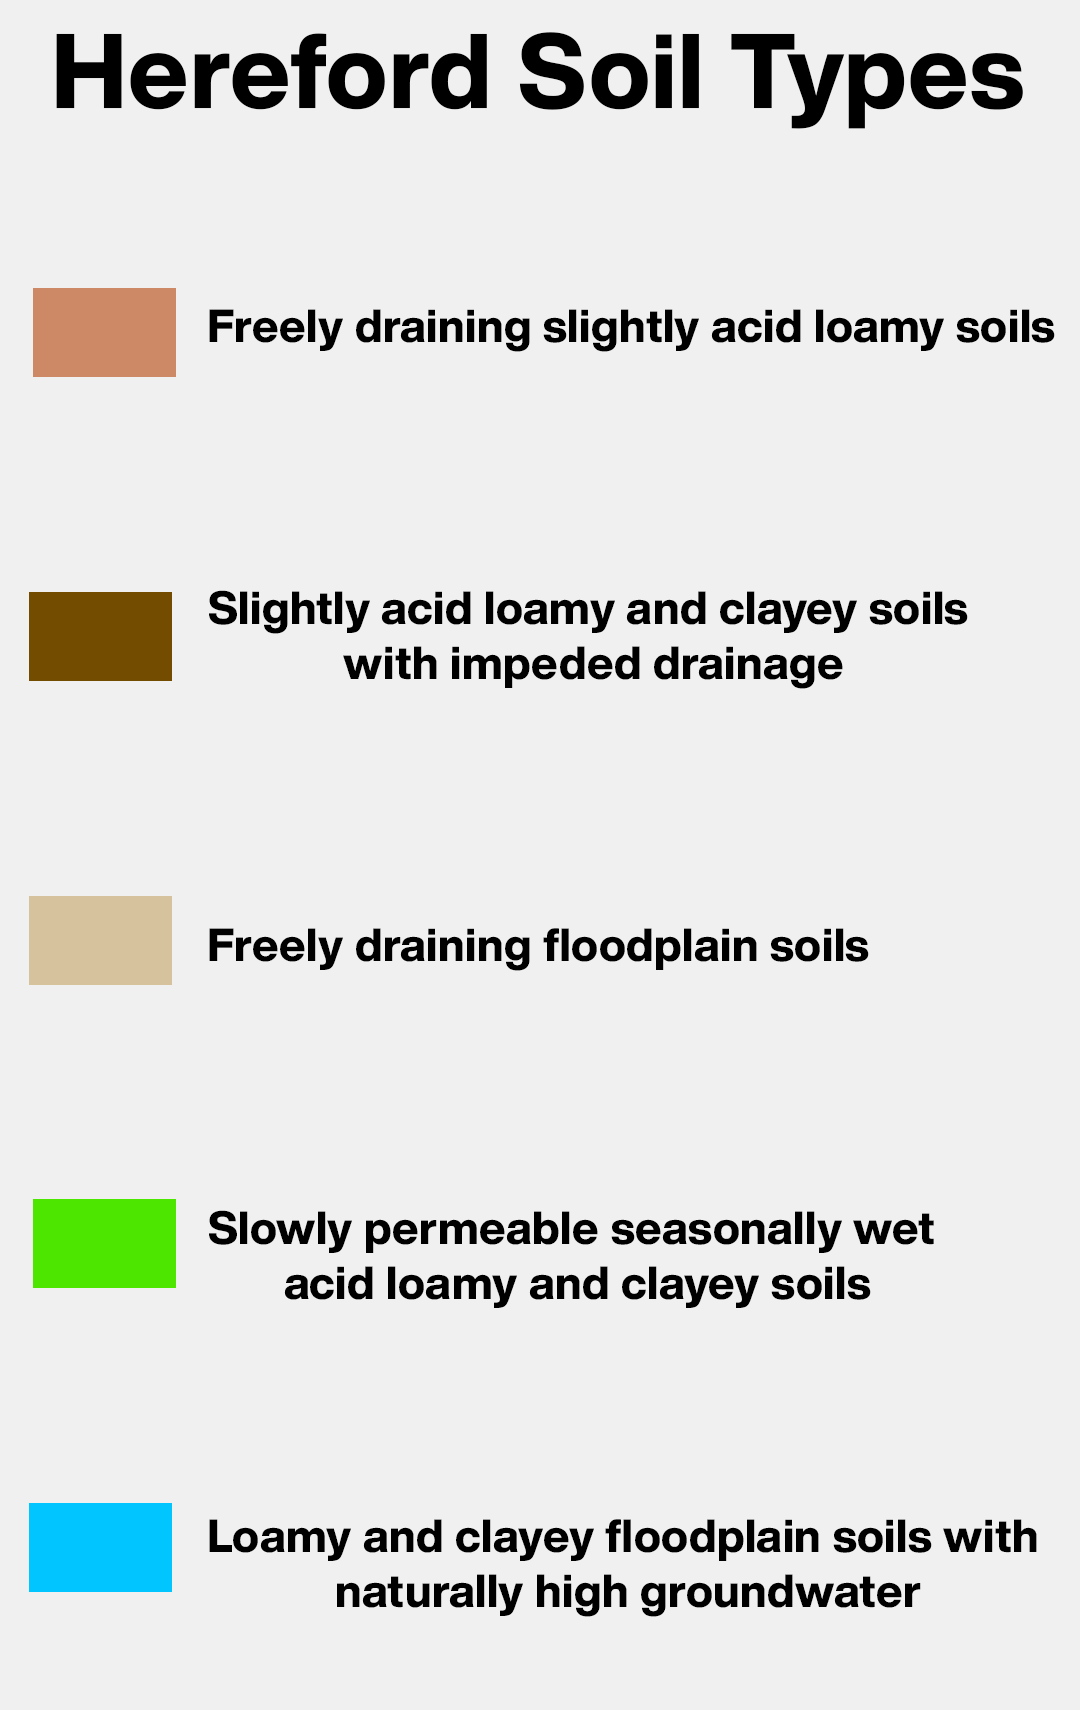 Hereford Soil Types
Freely draining slightly acid loamy soils
Slightly acid loamy and clayey soils
with impeded drainage
Freely draining floodplain soils
Slowly permeable seasonally wet
acid loamy and clayey soils
Loamy and clayey floodplain soils with
naturally high groundwater